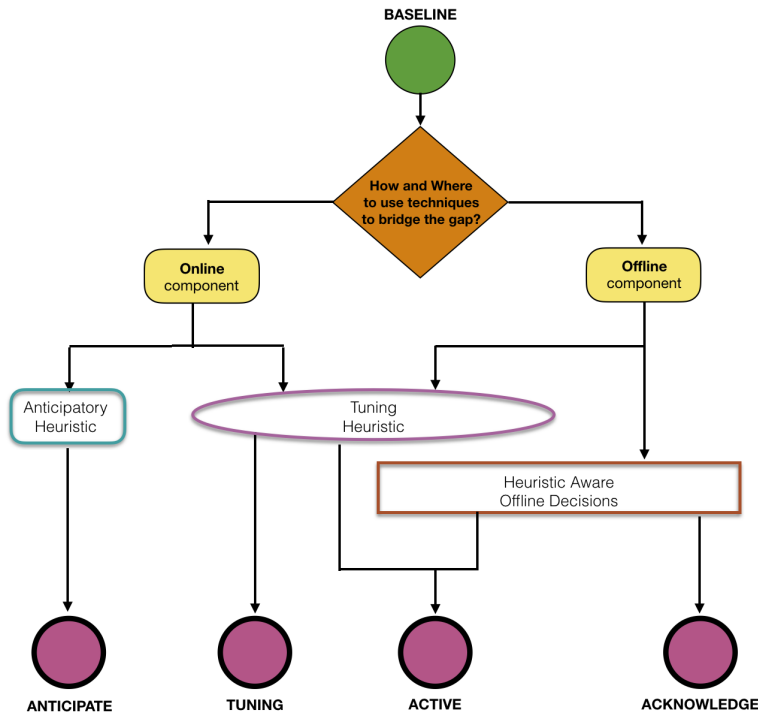 BASELINE
How and Where
to use techniques
to bridge the gap?
Online
component
Offline
component
Anticipatory
Heuristic
Tuning
Heuristic
Heuristic Aware
Offline Decisions
ANTICIPATE
TUNING
ACTIVE
ACKNOWLEDGE